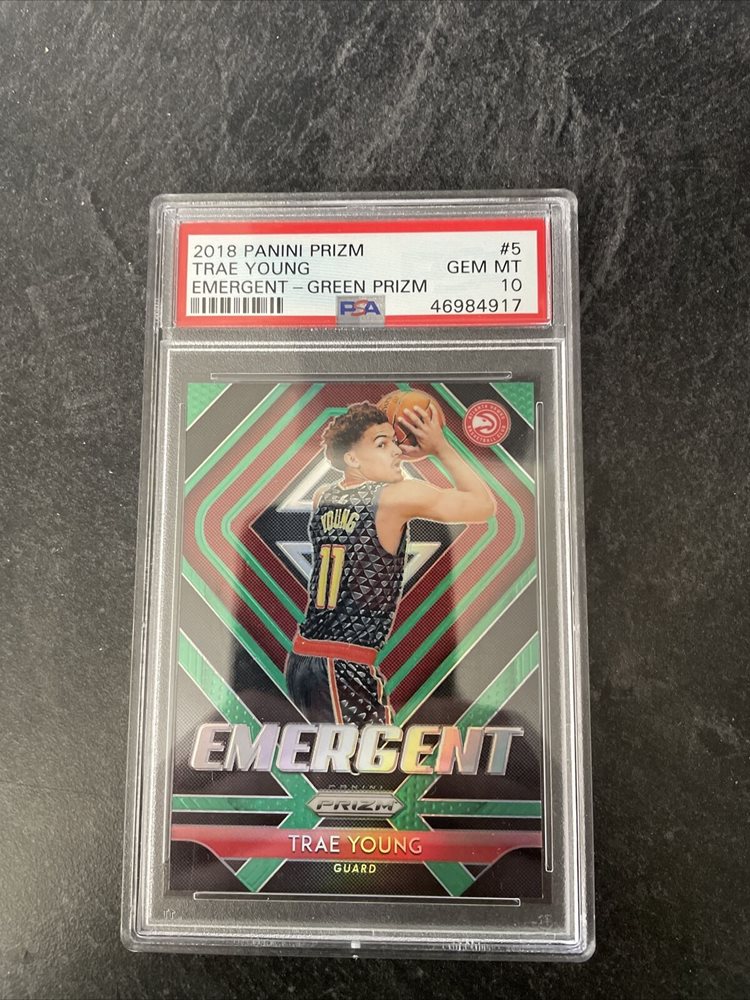 2018 PANINI PRIZM #5
TRAE YOUNG GEM MT
EMERGENT – GREEN PRIZM 10
PSA 46984917
YOUNG
11
EMERGENT
PANINI
PRIZM
TRAE YOUNG
GUARD